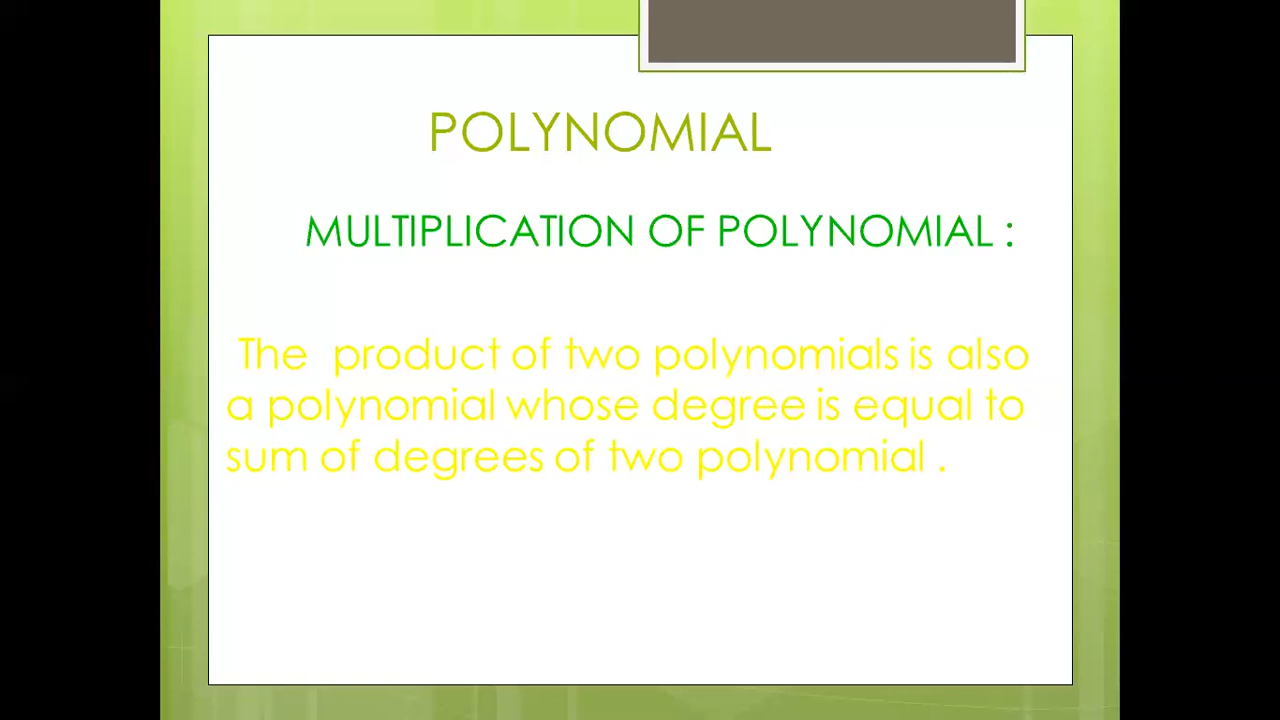 POLYNOMIAL
MULTIPLICATION OF POLYNOMIAL :
The product of two polynomials is also
a polynomial whose degree is equal to
sum of degrees of two polynomial .